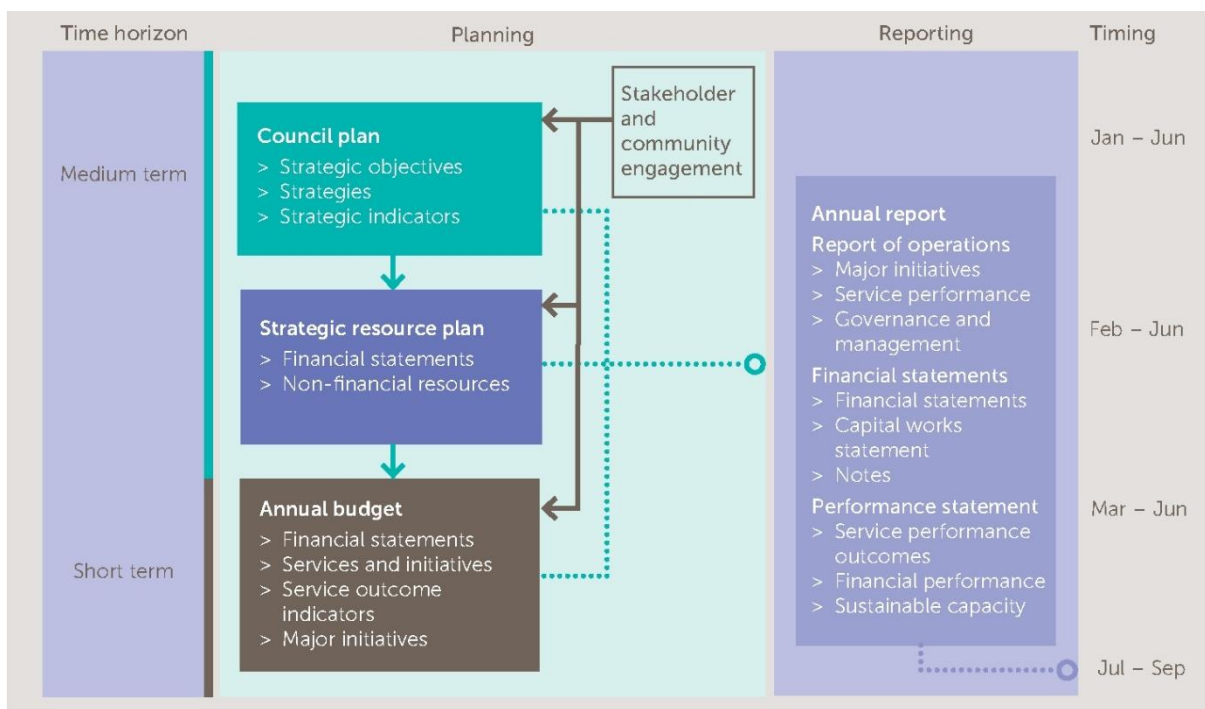 Time horizon
Planning
Reporting
Timing
Medium term
Short term
Council plan
> Strategic objectives
> Strategies
> Strategic indicators
Stakeholder
and
community
engagement
Strategic resource plan
> Financial statements
> Non-financial resources
Annual budget
> Financial statements
> Services and initiatives
> Service outcome
indicators
> Major initiatives
Annual report
Report of operations
> Major initiatives
> Service performance
> Governance and
management
Financial statements
> Financial statements
> Capital works
statement
> Notes
Performance statement
> Service performance
outcomes
> Financial performance
> Sustainable capacity
Jan – Jun
Feb – Jun
Mar – Jun
Jul – Sep